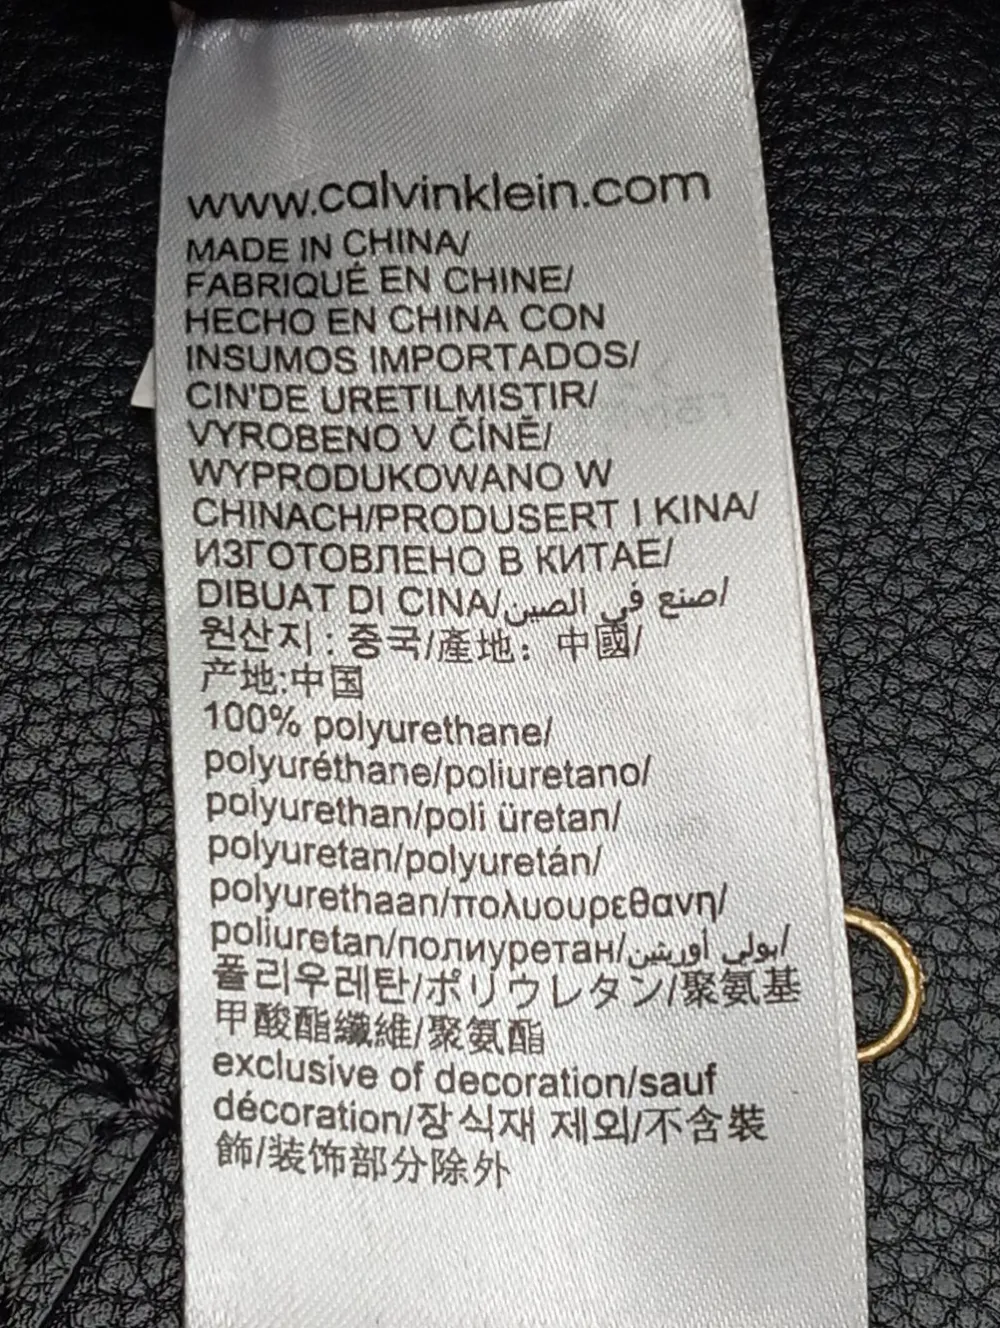 www.calvinklein.com
MADE IN CHINA/
FABRIQUÉ EN CHINE/
HECHO EN CHINA CON
INSUMOS IMPORTADOS/
CIN'DE URETILMISTIR/
VYROBENO V ČÍNĚ/
WYPRODUKOWANO W
CHINACH/PRODUSERT I KINA/
ИЗГОТОВЛЕНО В КИТАЕ/
DIBUAT DI CINA/صنع في الصين/
원산지 : 중국/產地：中國/
产地:中国
100% polyurethane/
polyuréthane/poliuretano/
polyurethan/poli üretan/
polyuretan/polyuretán/
polyurethaan/πολυουρεθανη/
poliuretan/полиуретан/بولي أوريثين/
폴리우레탄/ポリウレタン/聚氨基
甲酸酯纖維/聚氨酯
exclusive of decoration/sauf
décoration/장식재 제외/不含裝
飾/装饰部分除外